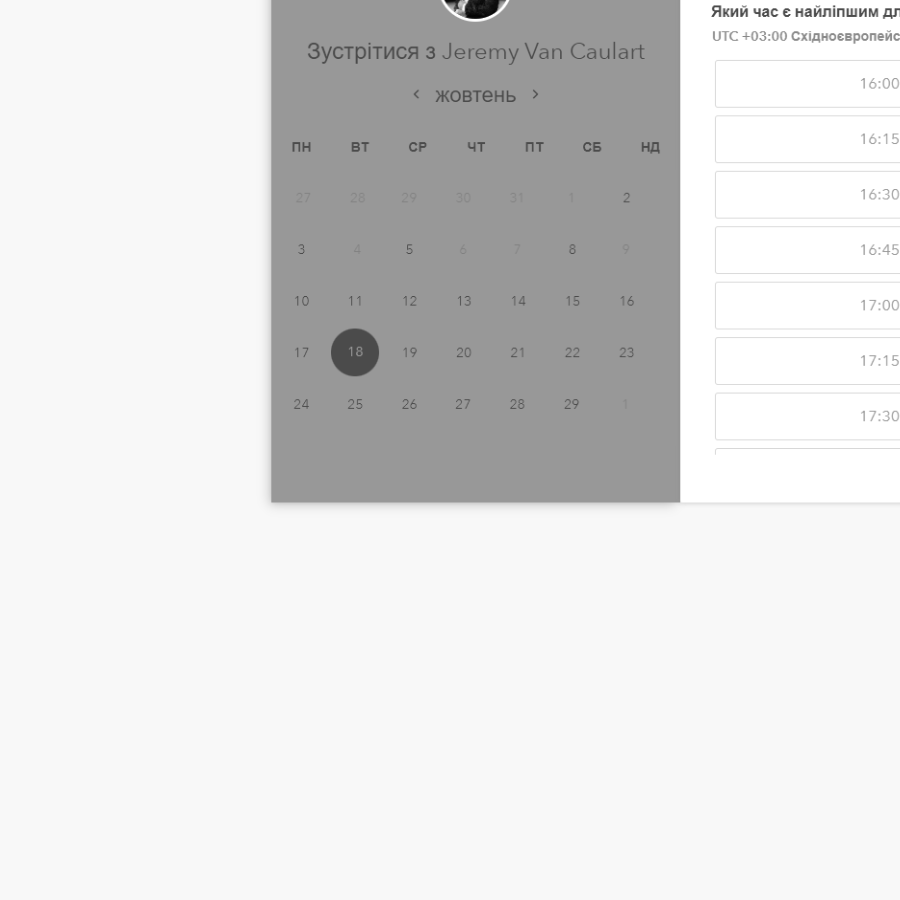 Зустрітися з Jeremy Van Caulart
жовтень
ПН ВТ СР ЧТ ПТ СБ НД
27 28 29 30 31 1 2
3 4 5 6 7 8 9
10 11 12 13 14 15 16
17 18 19 20 21 22 23
24 25 26 27 28 29 1
Який час є найліпшим дл
UTC +03:00 Східноєвропейс
16:00
16:15
16:30
16:45
17:00
17:15
17:30